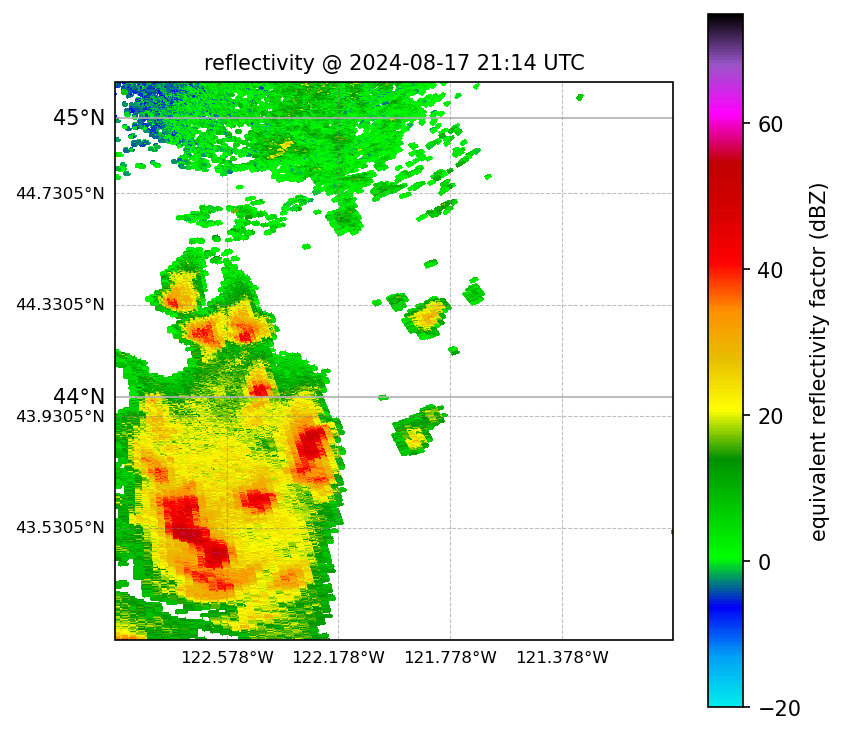 reflectivity @ 2024-08-17 21:14 UTC
45°N
44.7305°N
44.3305°N
44°N
43.9305°N
43.5305°N
122.578°W 122.178°W 121.778°W 121.378°W
60
40
20
0
−20
equivalent reflectivity factor (dBZ)